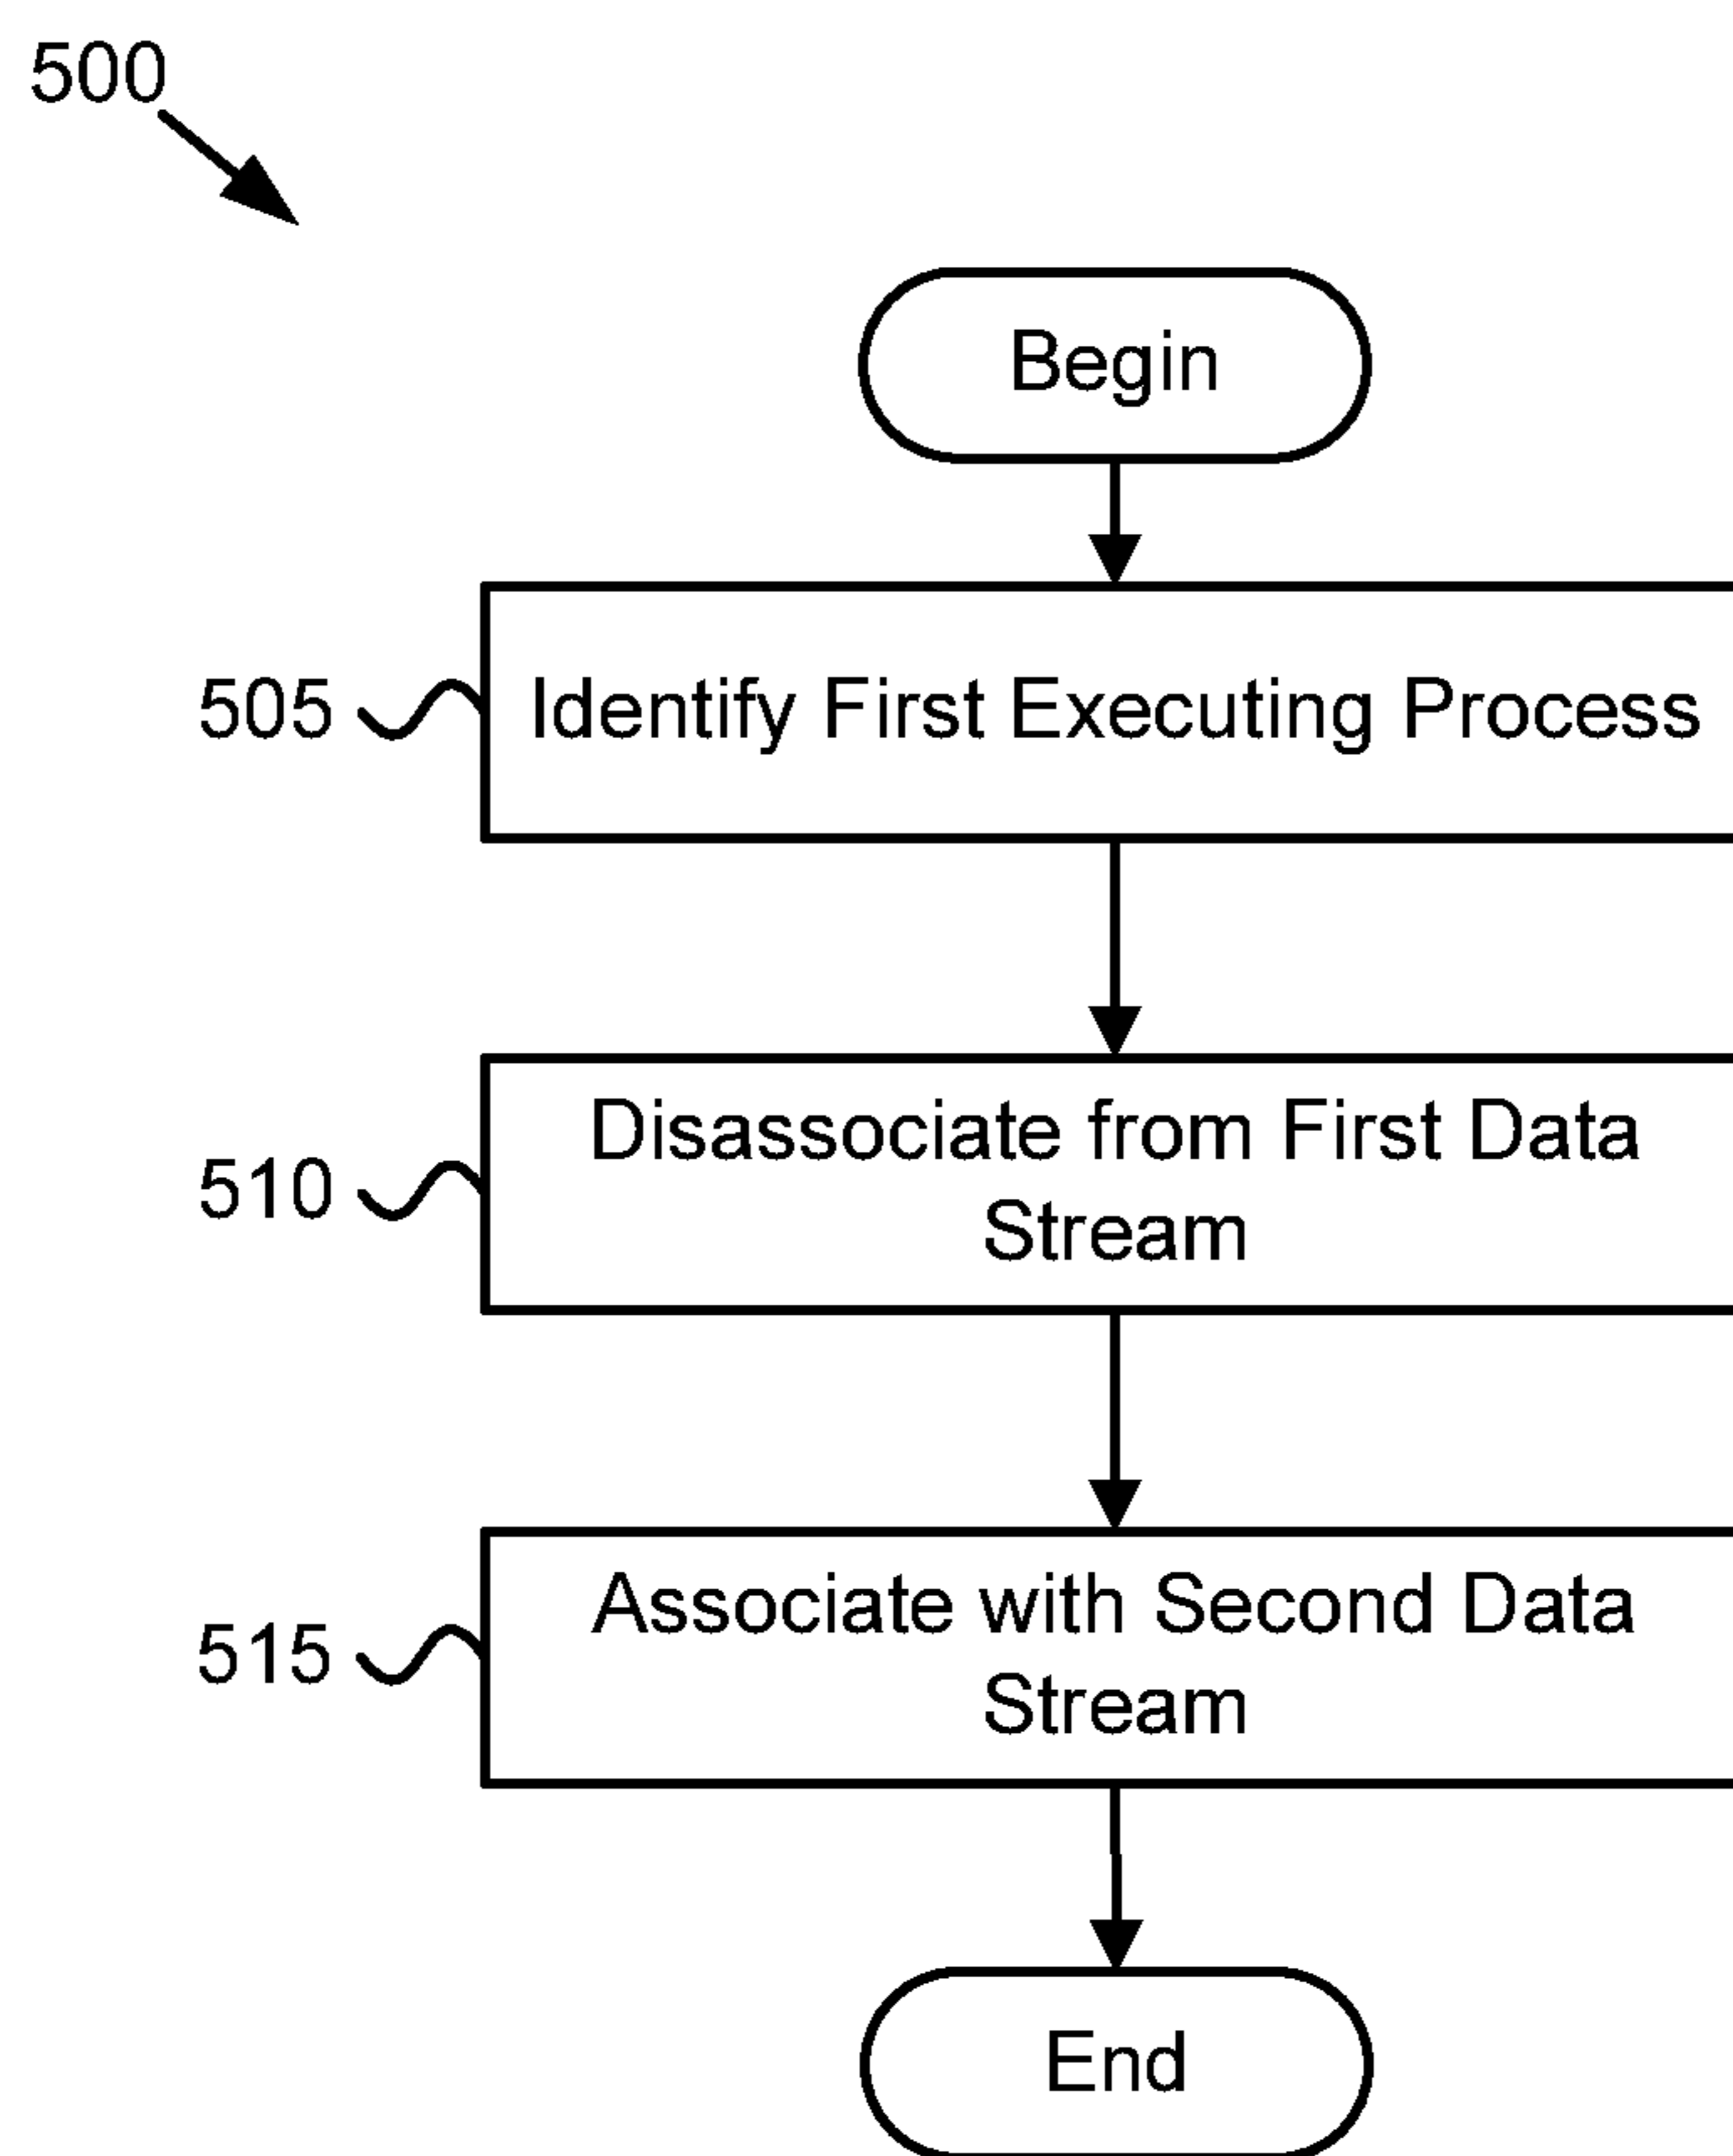 500
Begin
505
Identify First Executing Process
510
Disassociate from First Data
Stream
515
Associate with Second Data
Stream
End